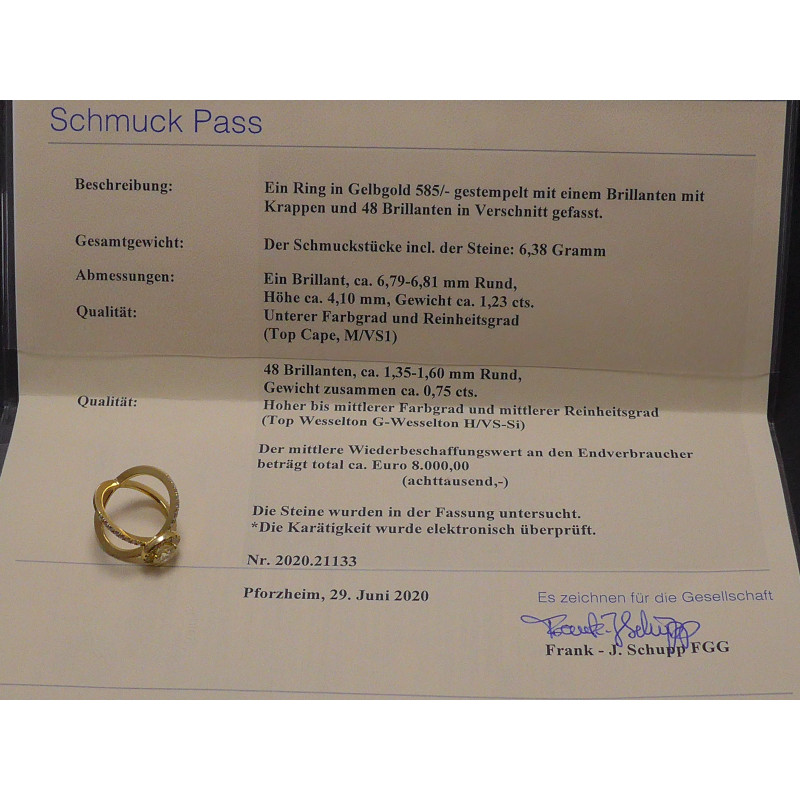 Schmuck Pass
Beschreibung: Ein Ring in Gelbgold 585/- gestempelt mit einem Brillanten mit
Krappen und 48 Brillanten in Verschnitt gefasst.
Gesamtgewicht: Der Schmuckstücke incl. der Steine: 6,38 Gramm
Abmessungen: Ein Brillant, ca. 6,79-6,81 mm Rund,
Höhe ca. 4,10 mm, Gewicht ca. 1,23 cts.
Qualität: Unterer Farbgrad und Reinheitsgrad
(Top Cape, M/VS1)
48 Brillanten, ca. 1,35-1,60 mm Rund,
Gewicht zusammen ca. 0,75 cts.
Qualität: Hoher bis mittlerer Farbgrad und mittlerer Reinheitsgrad
(Top Wesselton G-Wesselton H/VS-Si)
Der mittlere Wiederbeschaffungswert an den Endverbraucher
beträgt total ca. Euro 8.000,00
(achttausend,-)
Die Steine wurden in der Fassung untersucht.
*Die Karätigkeit wurde elektronisch überprüft.
Nr. 2020.21133
Pforzheim, 29. Juni 2020
Es zeichnen für die Gesellschaft
Frank-J Schupp
Frank - J. Schupp FGG